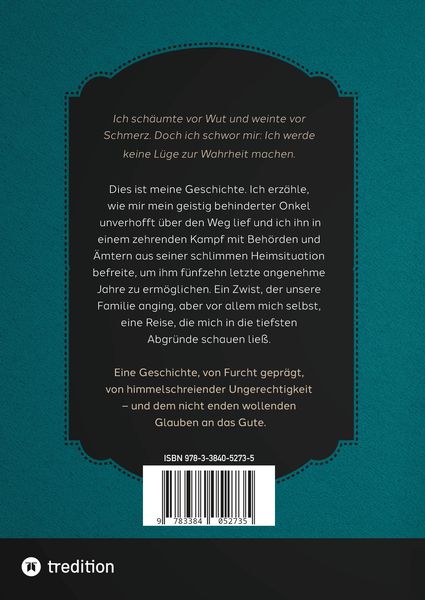 Ich schäumte vor Wut und weinte vor
Schmerz. Doch ich schwor mir: Ich werde
keine Lüge zur Wahrheit machen.
Dies ist meine Geschichte. Ich erzähle,
wie mir mein geistig behinderter Onkel
unverhofft über den Weg lief und ich ihn in
einem zehrenden Kampf mit Behörden und
Ämtern aus seiner schlimmen Heimsituation
befreite, um ihm fünfzehn letzte angenehme
Jahre zu ermöglichen. Ein Zwist, der unsere
Familie anging, aber vor allem mich selbst,
eine Reise, die mich in die tiefsten
Abgründe schauen ließ.
Eine Geschichte, von Furcht geprägt,
von himmelschreiender Ungerechtigkeit
– und dem nicht enden wollenden
Glauben an das Gute.
ISBN 978-3-3840-5273-5
9 783384 052735
tredition